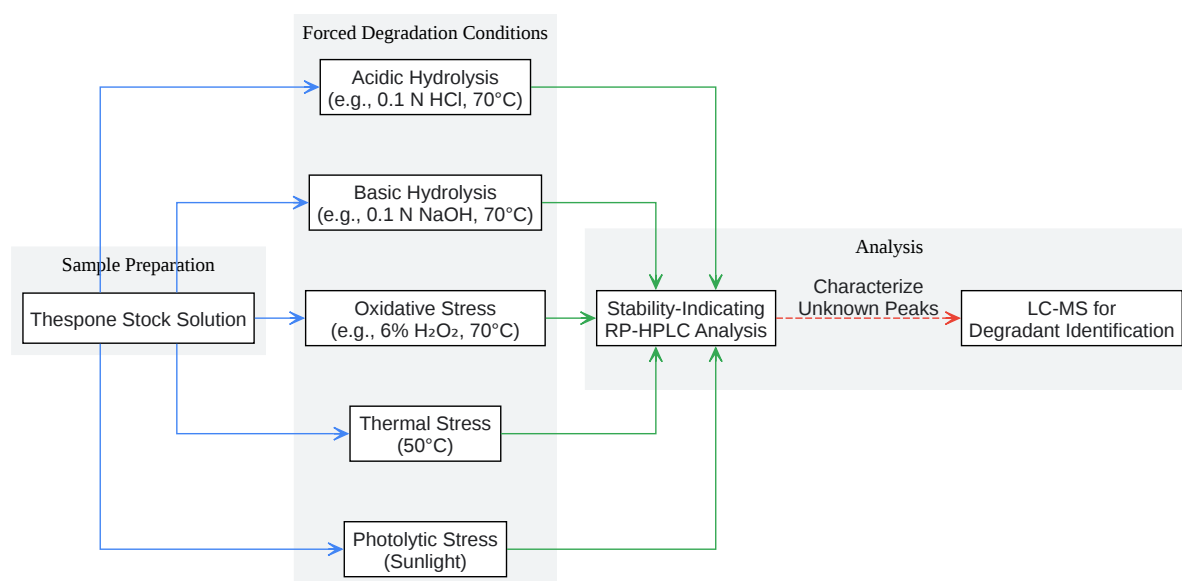 Forced Degradation Conditions
Acidic Hydrolysis
(e.g., 0.1 N HCl, 70°C)
Basic Hydrolysis
(e.g., 0.1 N NaOH, 70°C)
Sample Preparation
Thespone Stock Solution
Oxidative Stress
(e.g., 6% H₂O₂, 70°C)
Thermal Stress
(50°C)
Photolytic Stress
(Sunlight)
Analysis
Stability-Indicating
RP-HPLC Analysis
Characterize
Unknown Peaks
LC-MS for
Degradant Identification